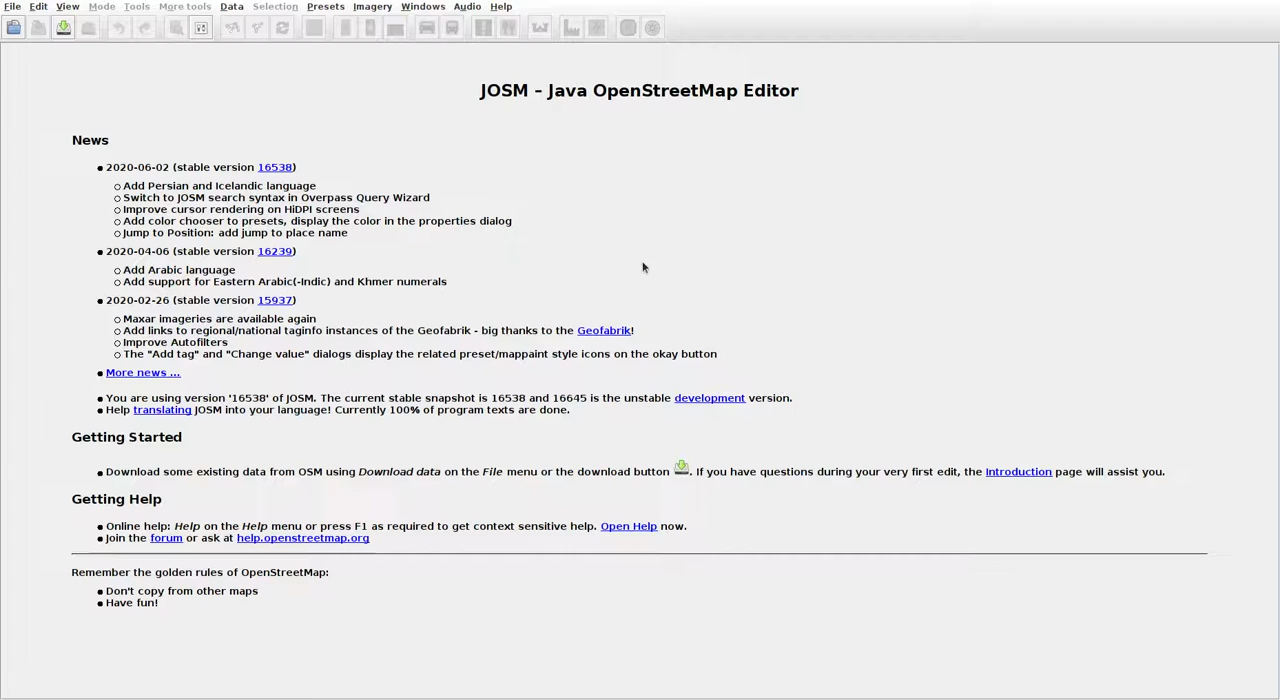 File Edit View Mode Tools More tools Data Selection Presets Imagery Windows Audio Help
JOSM – Java OpenStreetMap Editor
News
2020-06-02 (stable version 16538)
Add Persian and Icelandic language
Switch to JOSM search syntax in Overpass Query Wizard
Improve cursor rendering on HiDPI screens
Add color chooser to presets, display the color in the properties dialog
Jump to Position: add jump to place name
2020-04-06 (stable version 16239)
Add Arabic language
Add support for Eastern Arabic(-Indic) and Khmer numerals
2020-02-26 (stable version 15937)
Maxar imageries are available again
Add links to regional/national taginfo instances of the Geofabrik - big thanks to the Geofabrik!
Improve Autofilters
The "Add tag" and "Change value" dialogs display the related preset/mappaint style icons on the okay button
More news ...
You are using version '16538' of JOSM. The current stable snapshot is 16538 and 16645 is the unstable development version.
Help translating JOSM into your language! Currently 100% of program texts are done.
Getting Started
Download some existing data from OSM using Download data on the File menu or the download button . If you have questions during your very first edit, the Introduction page will assist you.
Getting Help
Online help: Help on the Help menu or press F1 as required to get context sensitive help. Open Help now.
Join the forum or ask at help.openstreetmap.org
Remember the golden rules of OpenStreetMap:
Don't copy from other maps
Have fun!